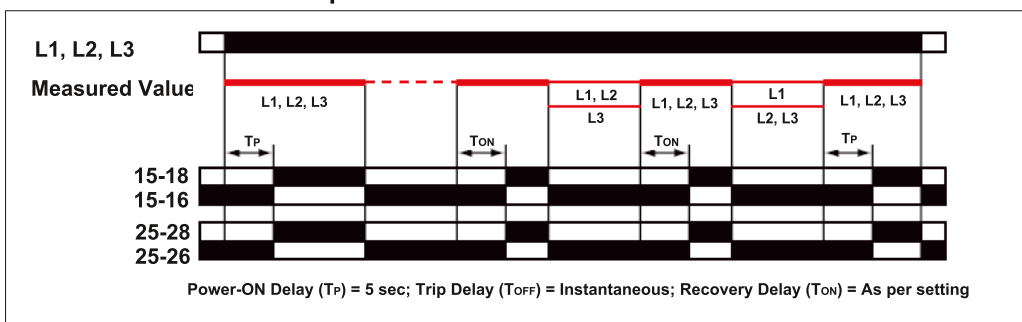 L1, L2, L3
Measured Value
L1, L2, L3
L1, L2
L3
L1, L2, L3
L1
L2, L3
L1, L2, L3
TP
TON
TON
TP
15-18
15-16
25-28
25-26
Power-ON Delay (TP) = 5 sec; Trip Delay (TOFF) = Instantaneous; Recovery Delay (TON) = As per setting